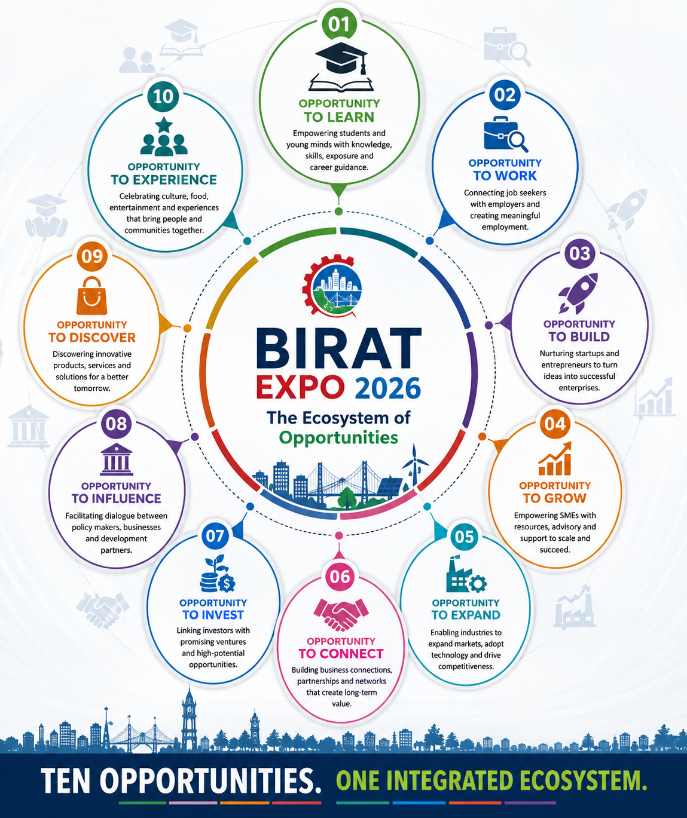 01
OPPORTUNITY
TO LEARN
Empowering students and
young minds with knowledge,
skills, exposure and
career guidance.
02
OPPORTUNITY
TO WORK
Connecting job seekers
with employers and
creating meaningful
employment.
03
OPPORTUNITY
TO BUILD
Nurturing startups and
entrepreneurs to turn
ideas into successful
enterprises.
04
OPPORTUNITY
TO GROW
Empowering SMEs with
resources, advisory and
support to scale and
succeed.
05
OPPORTUNITY
TO EXPAND
Enabling industries to
expand markets, adopt
technology and drive
competitiveness.
06
OPPORTUNITY
TO CONNECT
Building business connections,
partnerships and networks
that create long-term
value.
07
OPPORTUNITY
TO INVEST
Linking investors with
promising ventures
and high-potential
opportunities.
08
OPPORTUNITY
TO INFLUENCE
Facilitating dialogue between
policy makers, businesses
and development
partners.
09
OPPORTUNITY
TO DISCOVER
Discovering innovative
products, services and
solutions for a better
tomorrow.
10
OPPORTUNITY
TO EXPERIENCE
Celebrating culture, food,
entertainment and experiences
that bring people and
communities together.
BIRAT
EXPO 2026
The Ecosystem of
Opportunities
TEN OPPORTUNITIES. ONE INTEGRATED ECOSYSTEM.